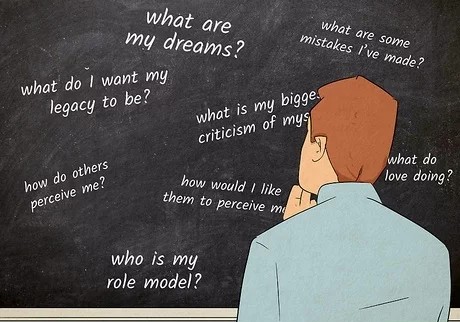 what are
my dreams?
what are some
mistakes I've made?
what do I want my
legacy to be?
what is my bigge
criticism of mys
how do others
perceive me?
how would I like
them to perceive m
what do
love doing?
who is my
role model?